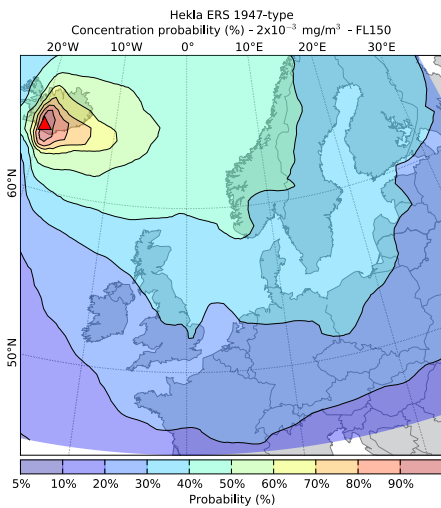 Hekla ERS 1947-type
Concentration probability (%) - 2x10⁻³ mg/m³ - FL150
20°W 10°W 0° 10°E 20°E 30°E
60°N
50°N
5% 10% 20% 30% 40% 50% 60% 70% 80% 90%
Probability (%)